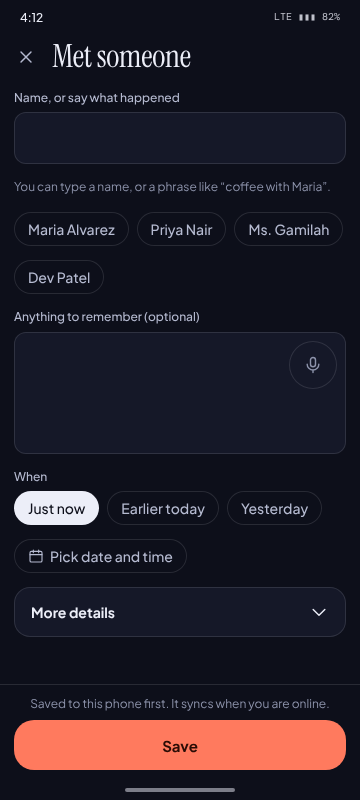 4:12
LTE 82%
Met someone
Name, or say what happened
You can type a name, or a phrase like “coffee with Maria”.
Maria Alvarez
Priya Nair
Ms. Gamilah
Dev Patel
Anything to remember (optional)
When
Just now
Earlier today
Yesterday
Pick date and time
More details
Saved to this phone first. It syncs when you are online.
Save